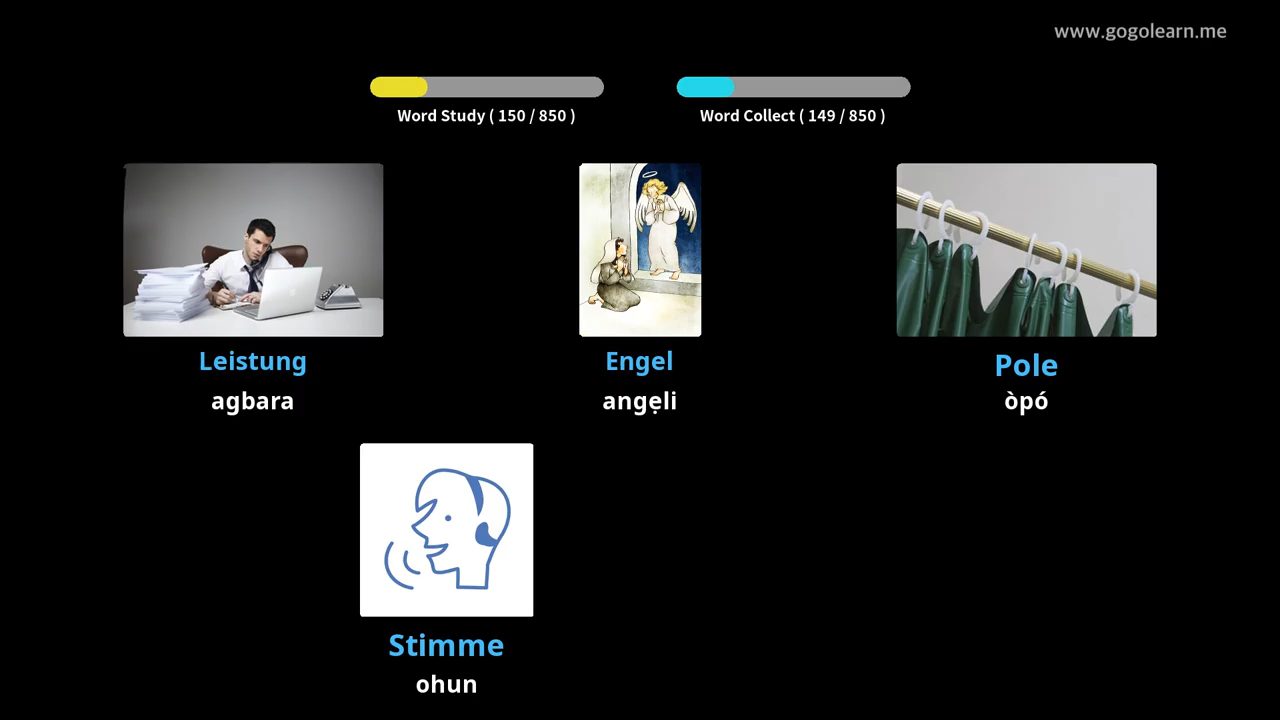 www.gogolearn.me
Word Study ( 150 / 850 )
Word Collect ( 149 / 850 )
Leistung
agbara
Engel
angẹli
Pole
òpó
Stimme
ohun